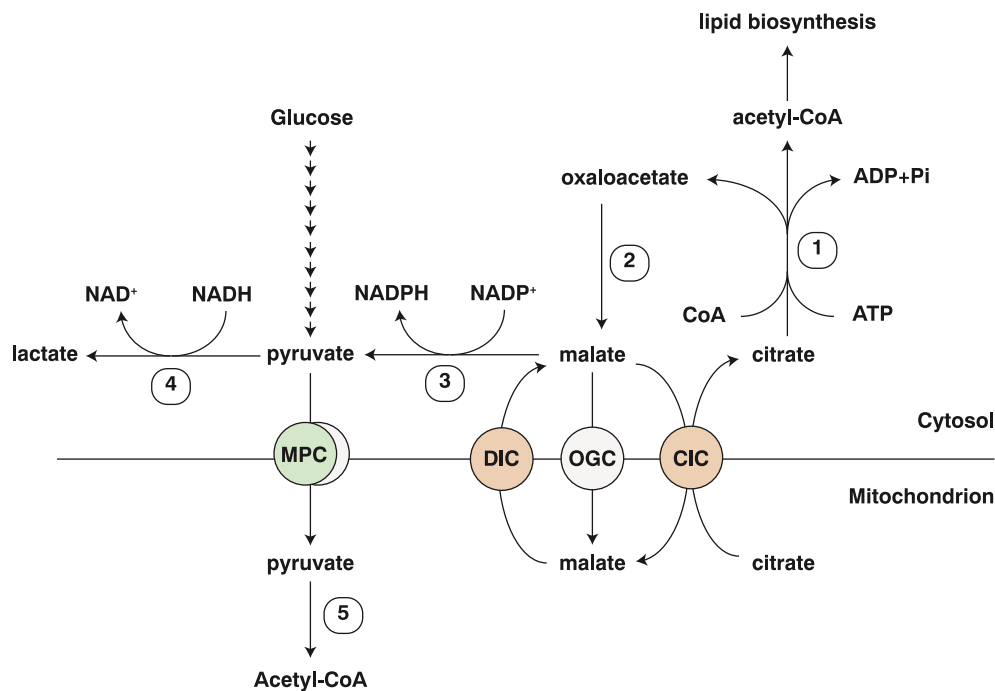 lipid biosynthesis
Glucose
acetyl-CoA
oxaloacetate
ADP+Pi
1
2
NAD⁺
NADH
NADPH
NADP⁺
CoA
ATP
lactate
pyruvate
malate
citrate
4
3
Cytosol
MPC
DIC
OGC
CIC
Mitochondrion
pyruvate
malate
citrate
5
Acetyl-CoA